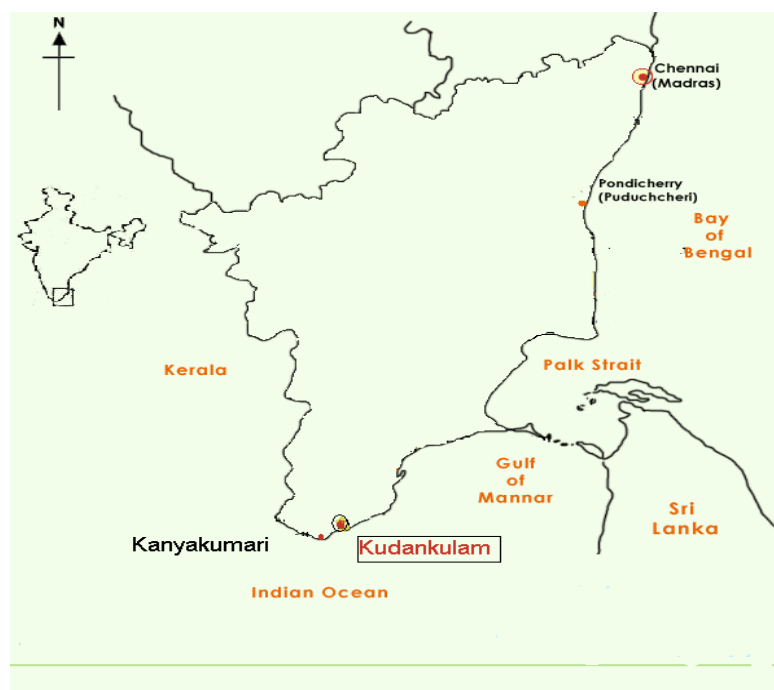 N
Chennai
(Madras)
Pondicherry
(Puduchcheri)
Bay
of
Bengal
Kerala
Palk Strait
Gulf
of
Mannar
Sri
Lanka
Kanyakumari
Kudankulam
Indian Ocean